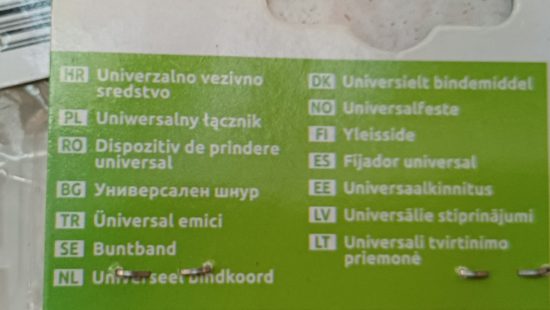 HR Univerzalno vezivno
sredstvo
PL Uniwersalny łącznik
RO Dispozitiv de prindere
universal
BG Универсален шнур
TR Üniversal emici
SE Buntband
NL Universeel bindkoord
DK Universielt bindemiddel
NO Universalfeste
FI Yleisside
ES Fijador universal
EE Universaalkinnitus
LV Universālie stiprinājumi
LT Universali tvirtinimo
priemonė